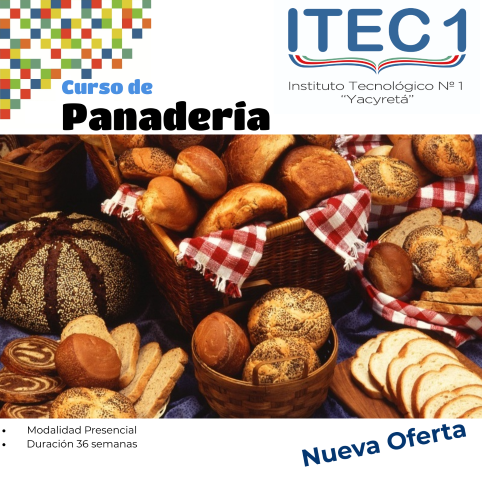 ITEC 1
Instituto Tecnológico Nº 1
“Yacyretá”
Curso de
Panadería
• Modalidad Presencial
• Duración 36 semanas
Nueva Oferta